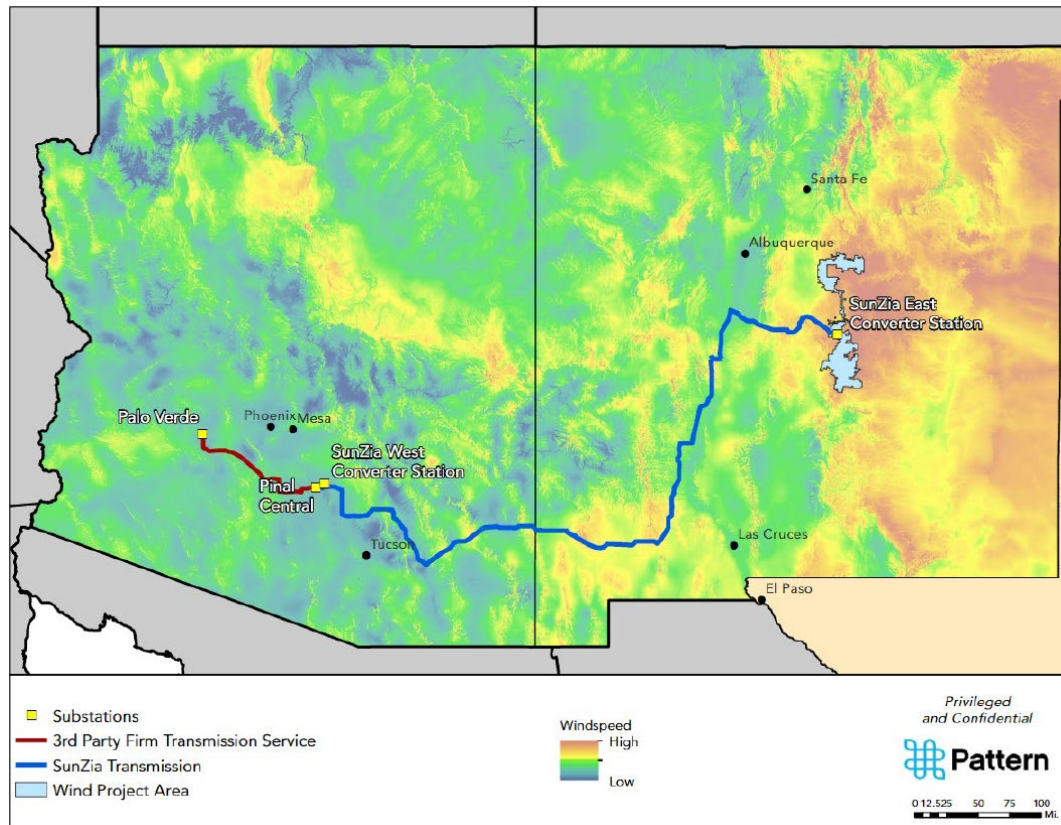 Santa Fe
Albuquerque
SunZia East
Converter Station
Palo Verde
Phoenix
Mesa
SunZia West
Converter Station
Pinal
Central
Tucson
Las Cruces
El Paso
Substations
3rd Party Firm Transmission Service
SunZia Transmission
Wind Project Area
Windspeed
High
Low
Privileged
and Confidential
Pattern
0 12.525 50 75 100
Mi.